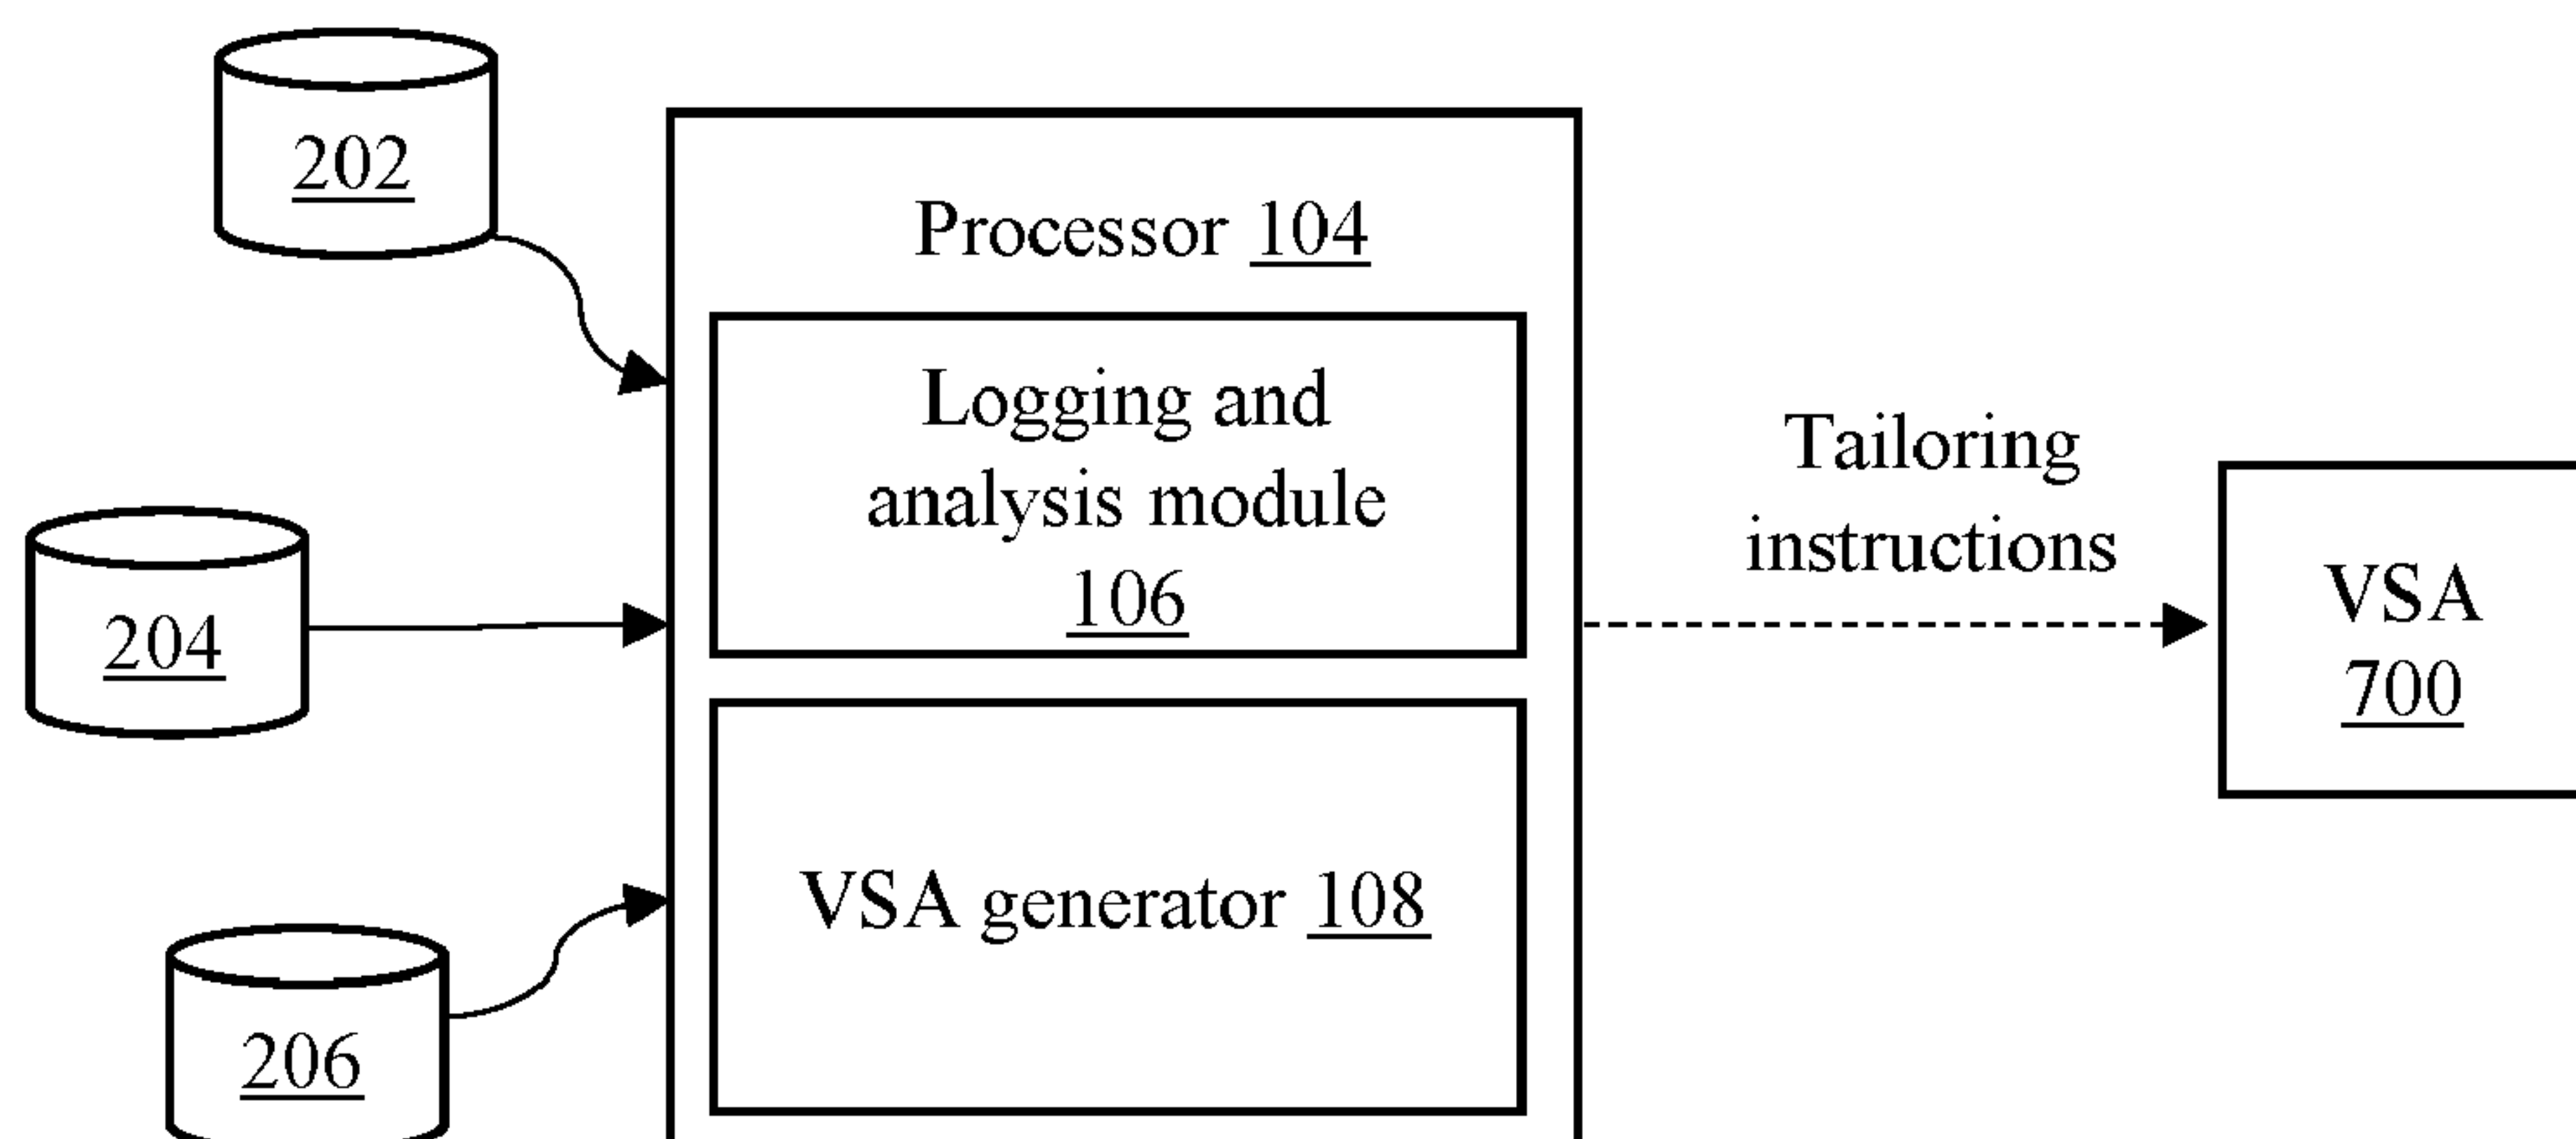 202
Processor 104
Logging and
analysis module
106
Tailoring
instructions
VSA
700
204
VSA generator 108
206